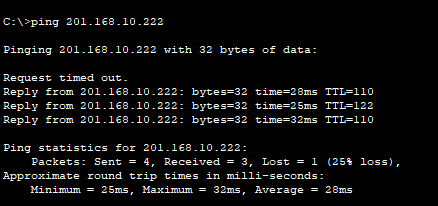 C:\>ping 201.168.10.222
Pinging 201.168.10.222 with 32 bytes of data:
Request timed out.
Reply from 201.168.10.222: bytes=32 time=28ms TTL=110
Reply from 201.168.10.222: bytes=32 time=25ms TTL=122
Reply from 201.168.10.222: bytes=32 time=32ms TTL=110
Ping statistics for 201.168.10.222:
Packets: Sent = 4, Received = 3, Lost = 1 (25% loss),
Approximate round trip times in milli-seconds:
Minimum = 25ms, Maximum = 32ms, Average = 28ms